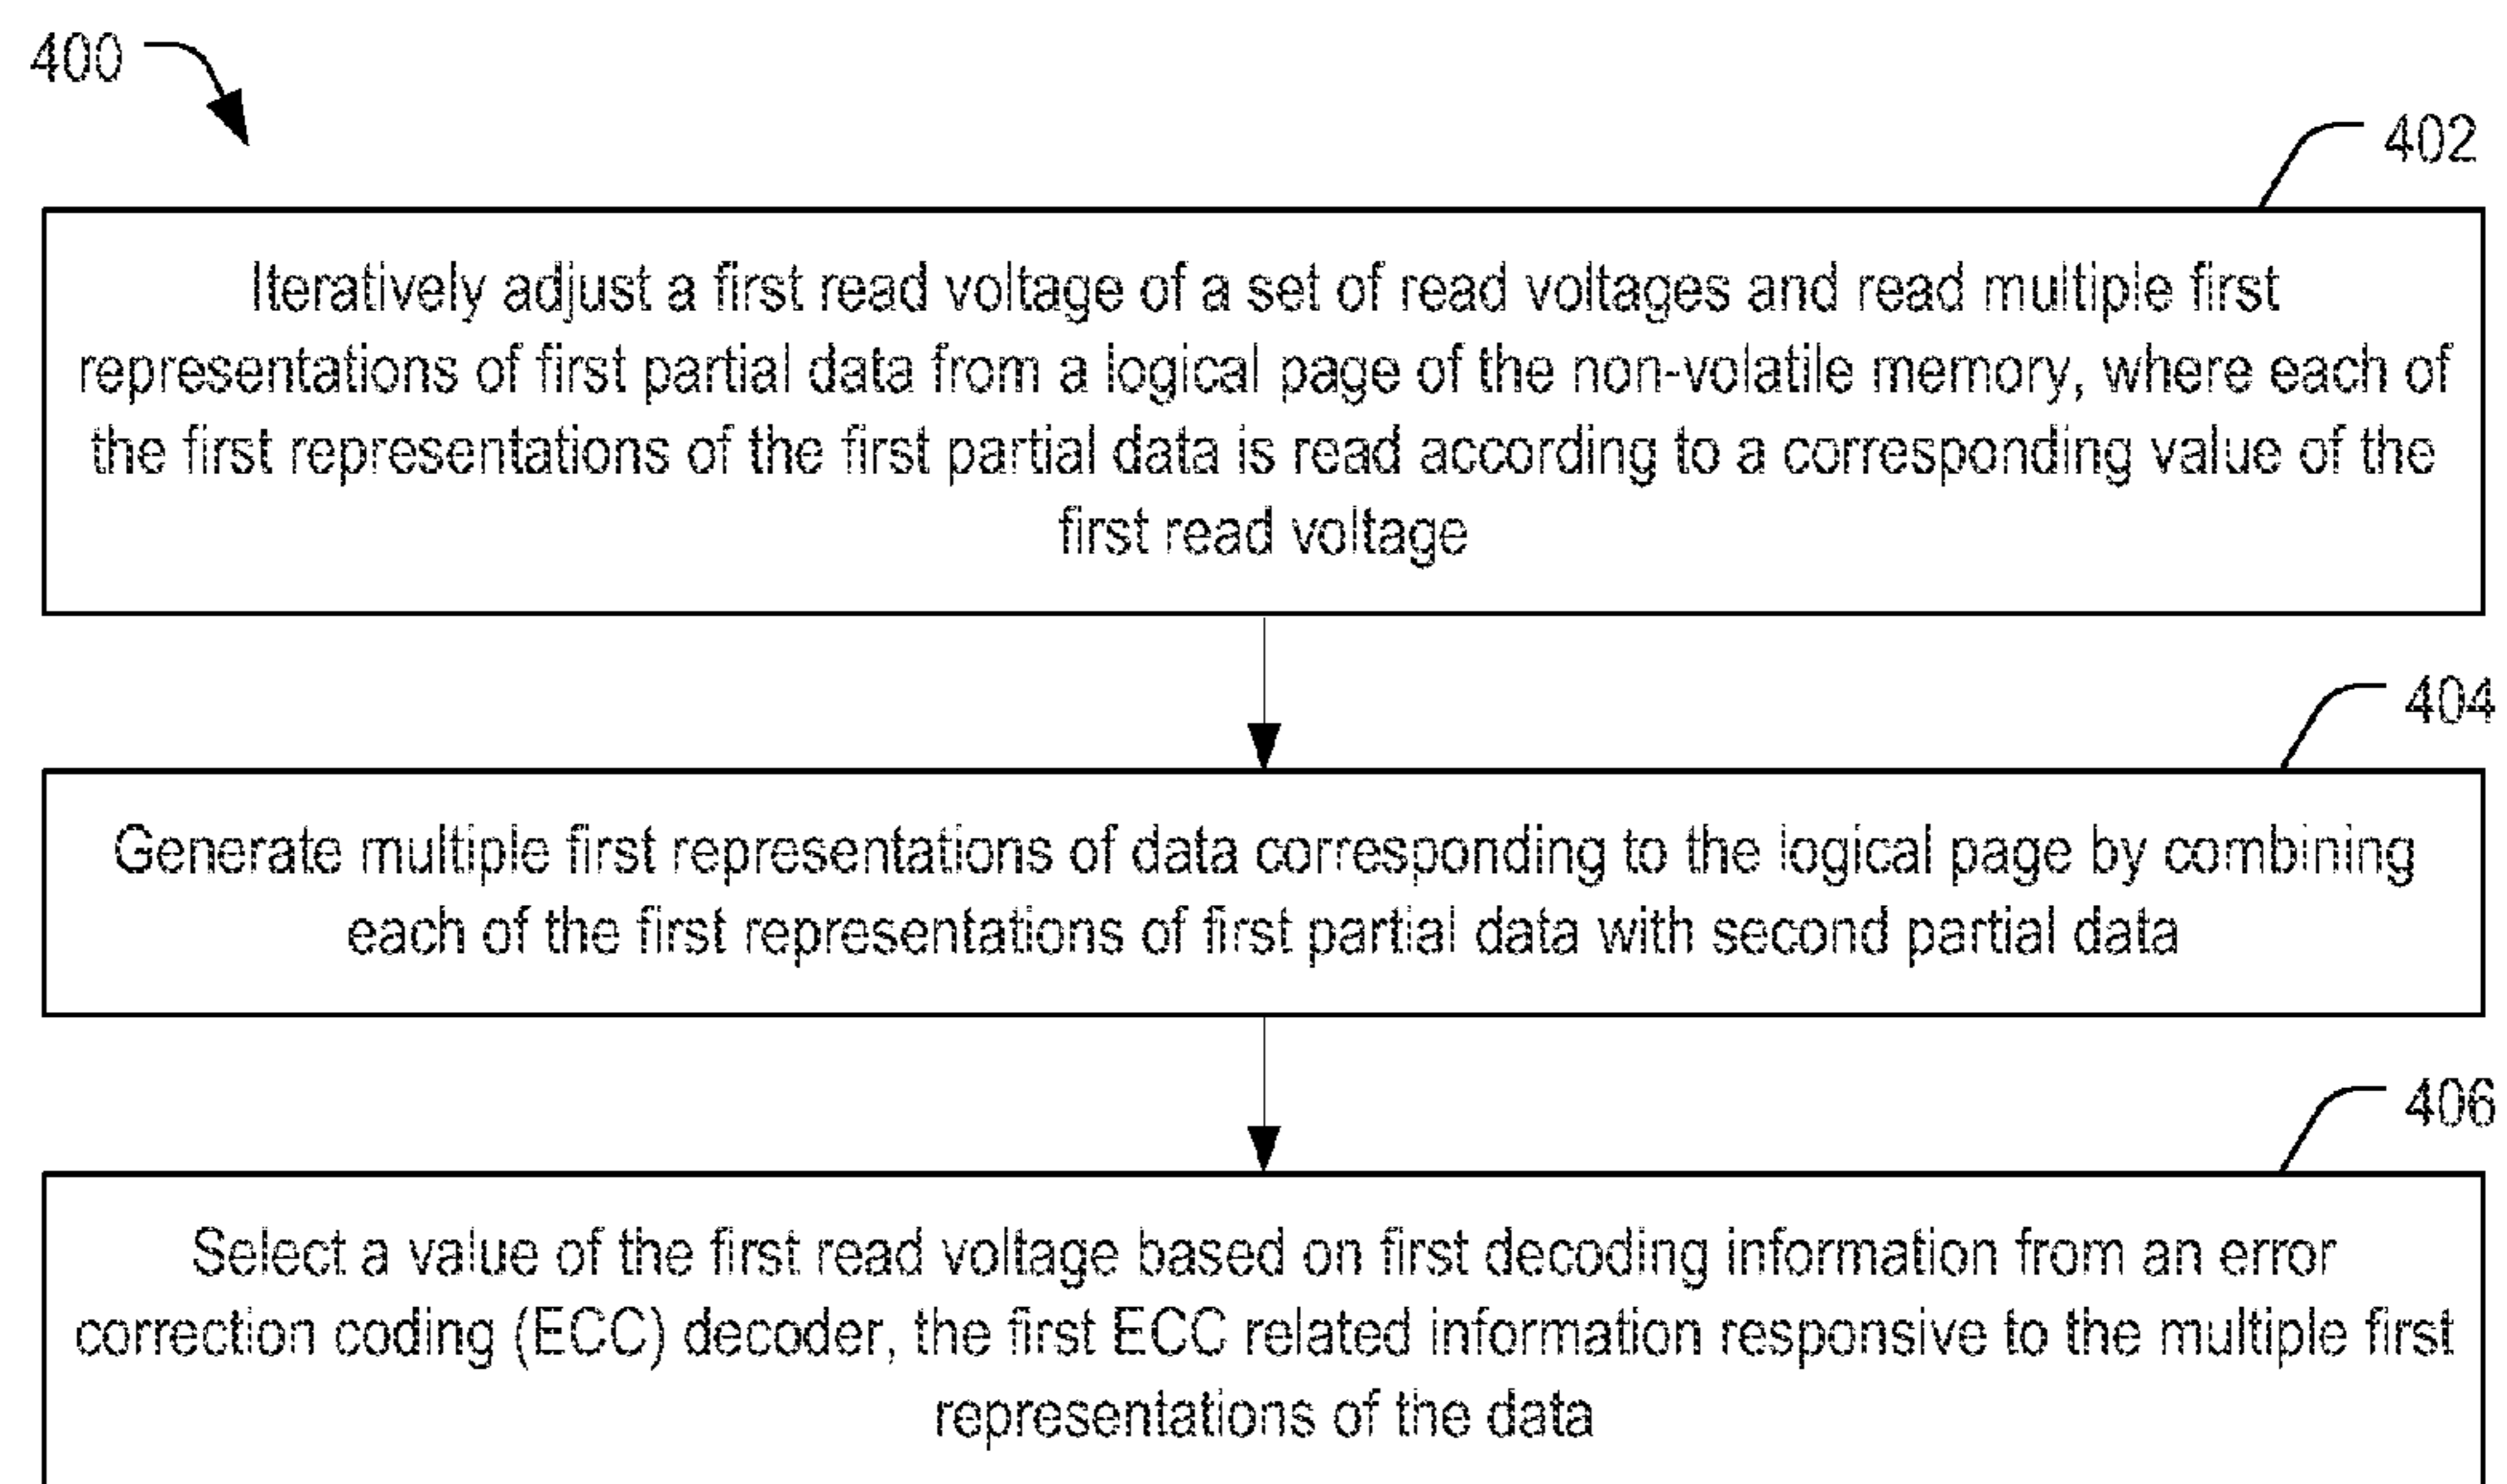 400
402
Iteratively adjust a first read voltage of a set of read voltages and read multiple first
representations of first partial data from a logical page of the non-volatile memory, where each of
the first representations of the first partial data is read according to a corresponding value of the
first read voltage
404
Generate multiple first representations of data corresponding to the logical page by combining
each of the first representations of first partial data with second partial data
406
Select a value of the first read voltage based on first decoding information from an error
correction coding (ECC) decoder, the first ECC related information responsive to the multiple first
representations of the data